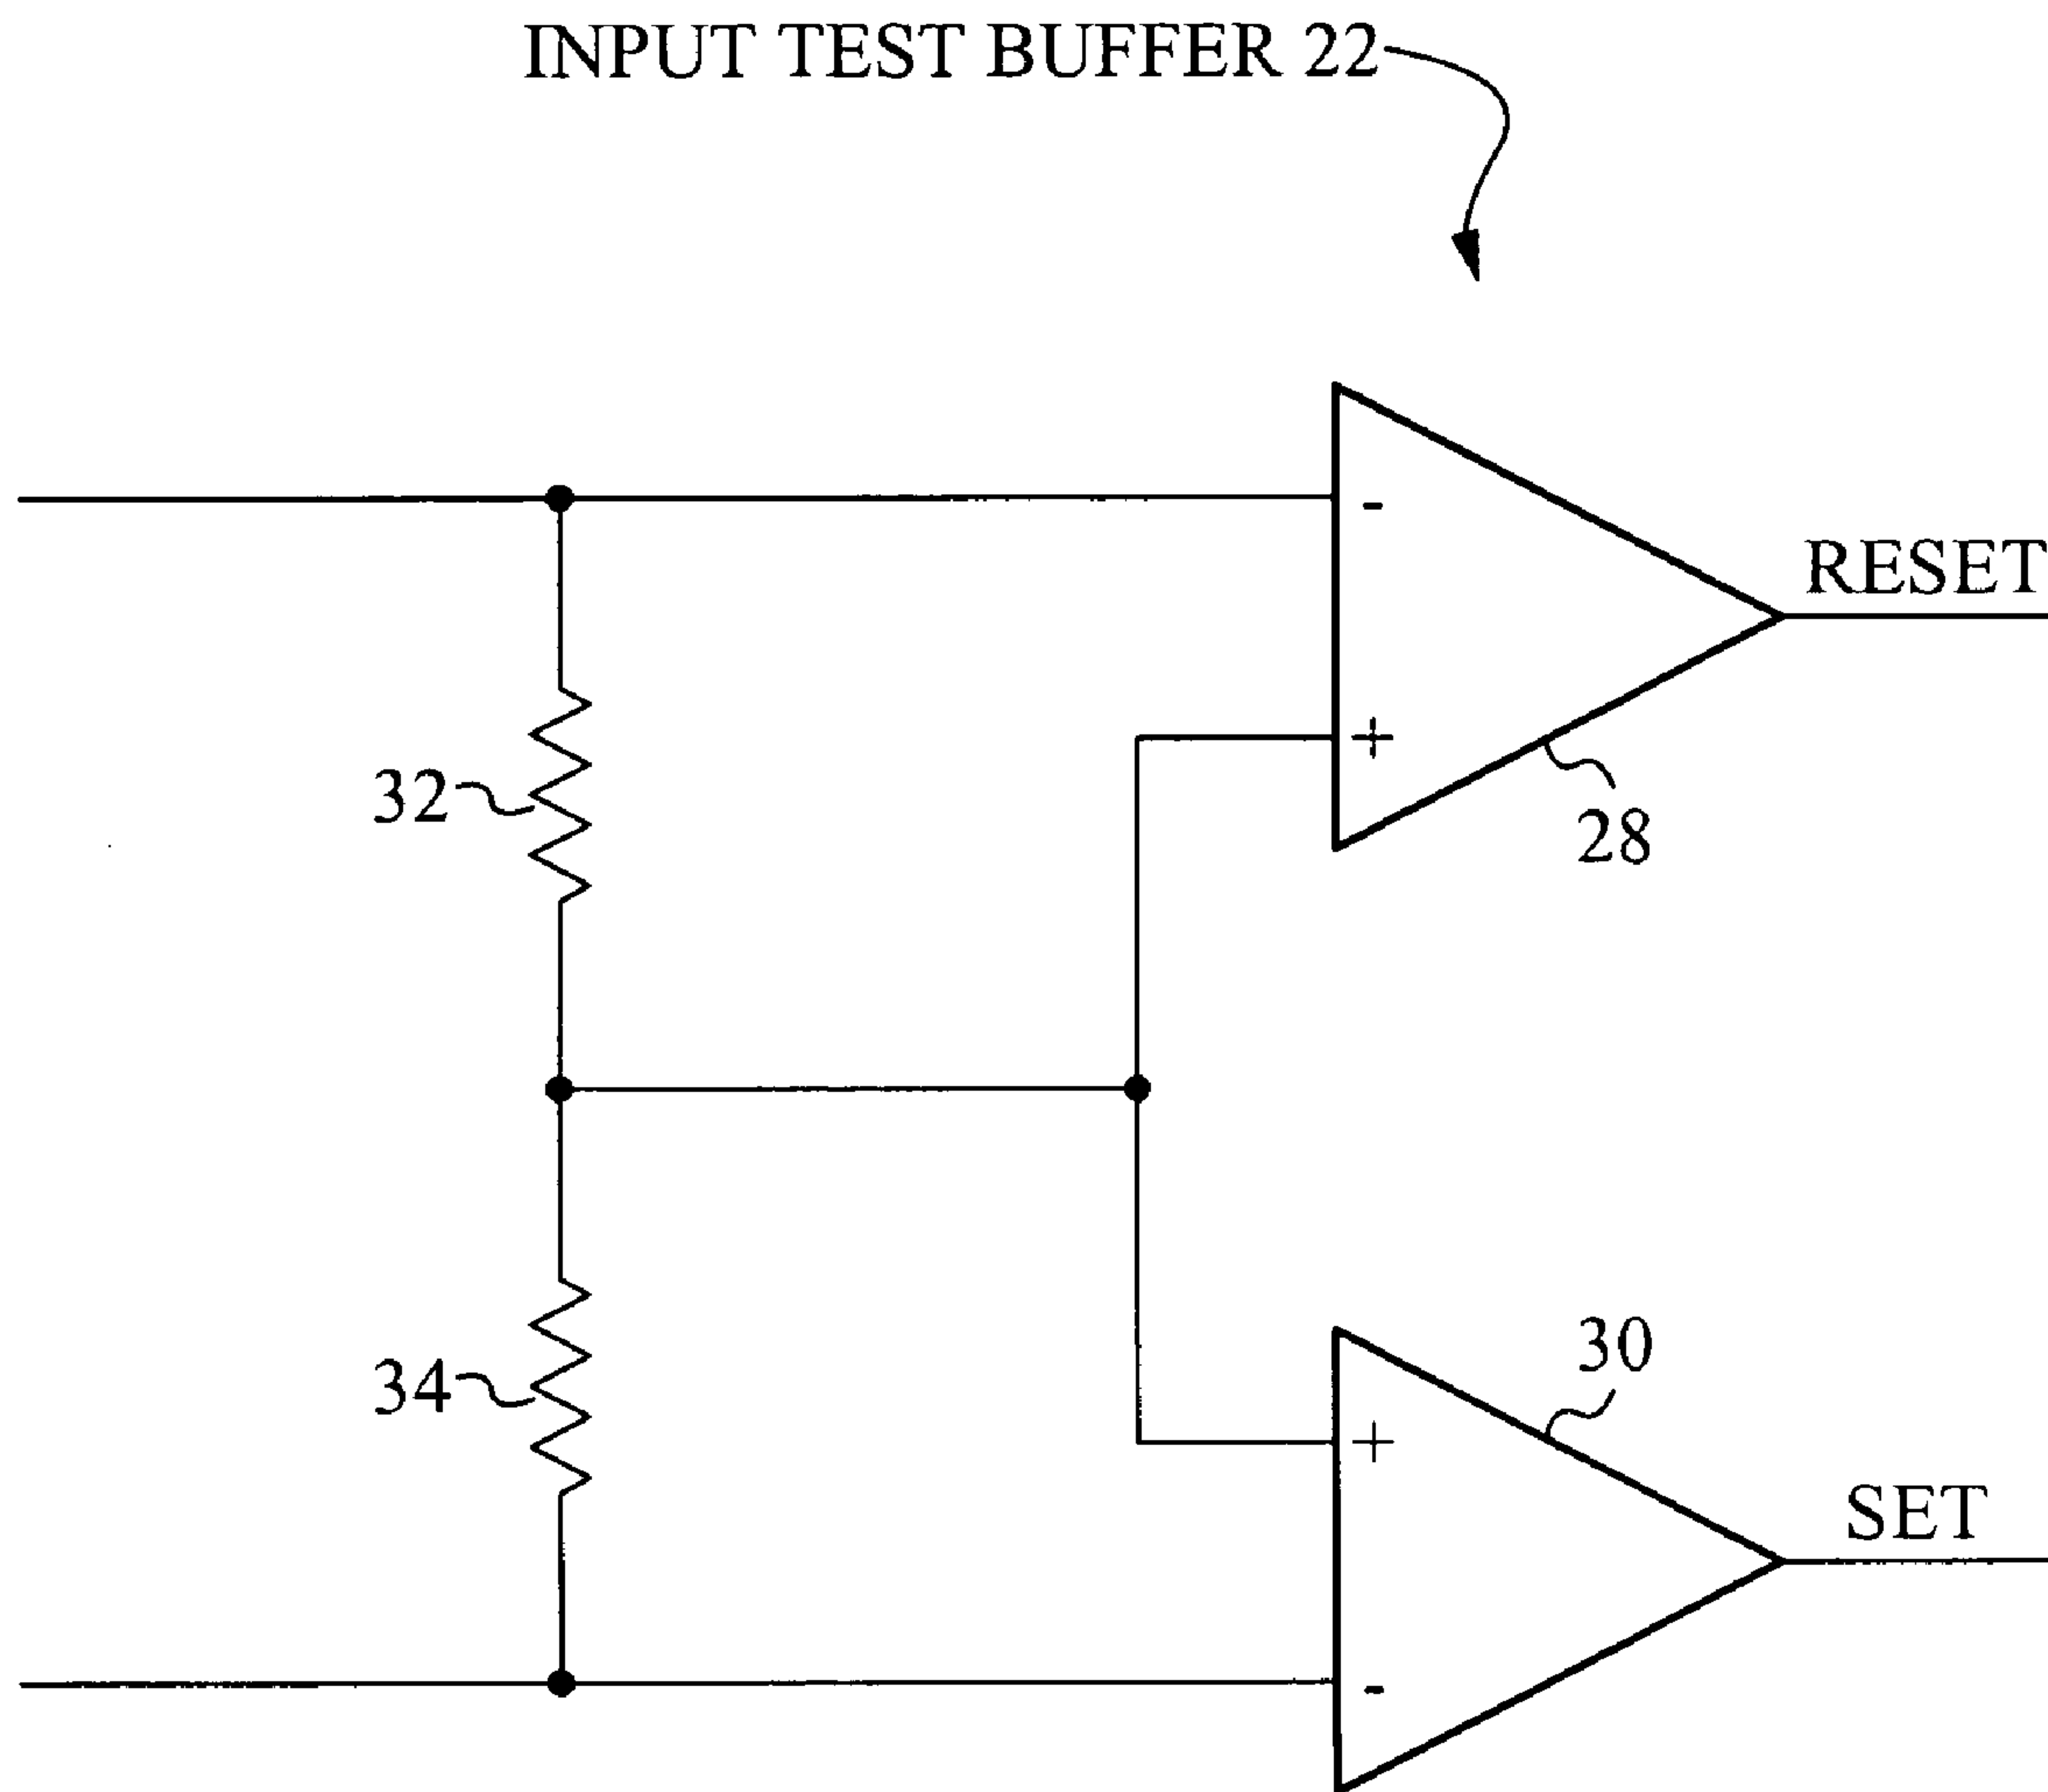 INPUT TEST BUFFER 22
-
RESET
+
32
28
30
34
+
SET
-